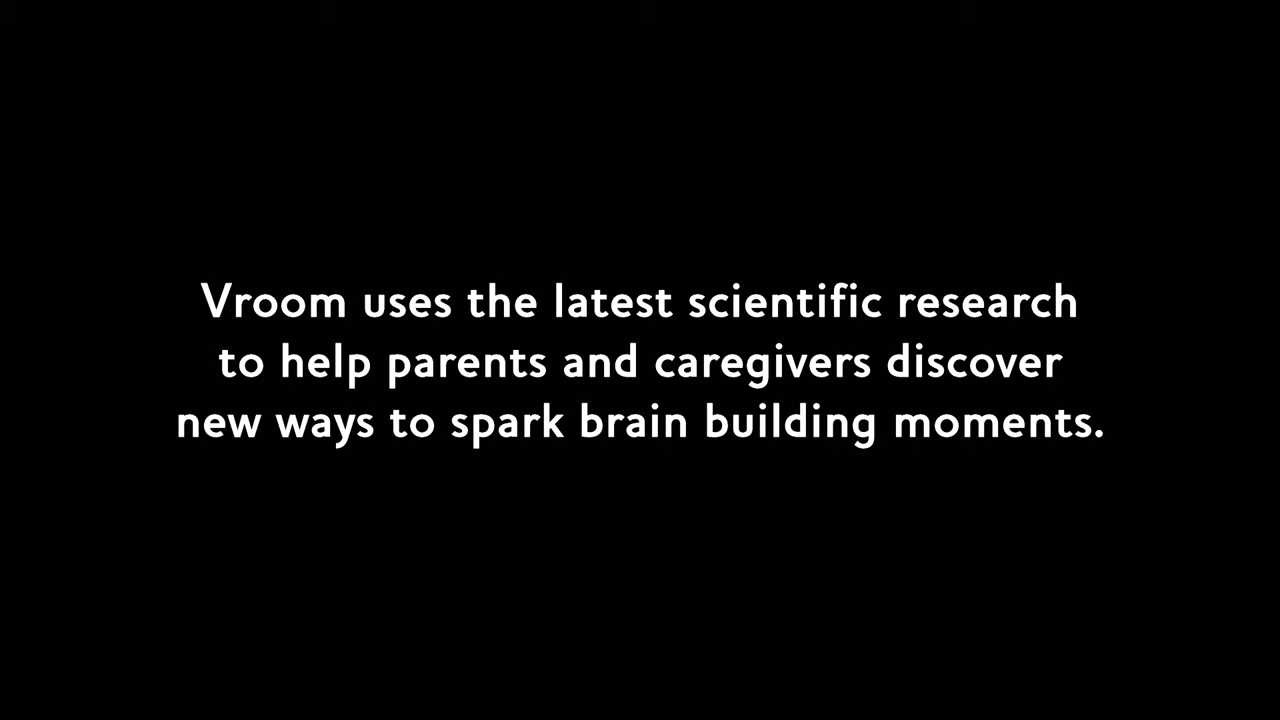 Vroom uses the latest scientific research
to help parents and caregivers discover
new ways to spark brain building moments.